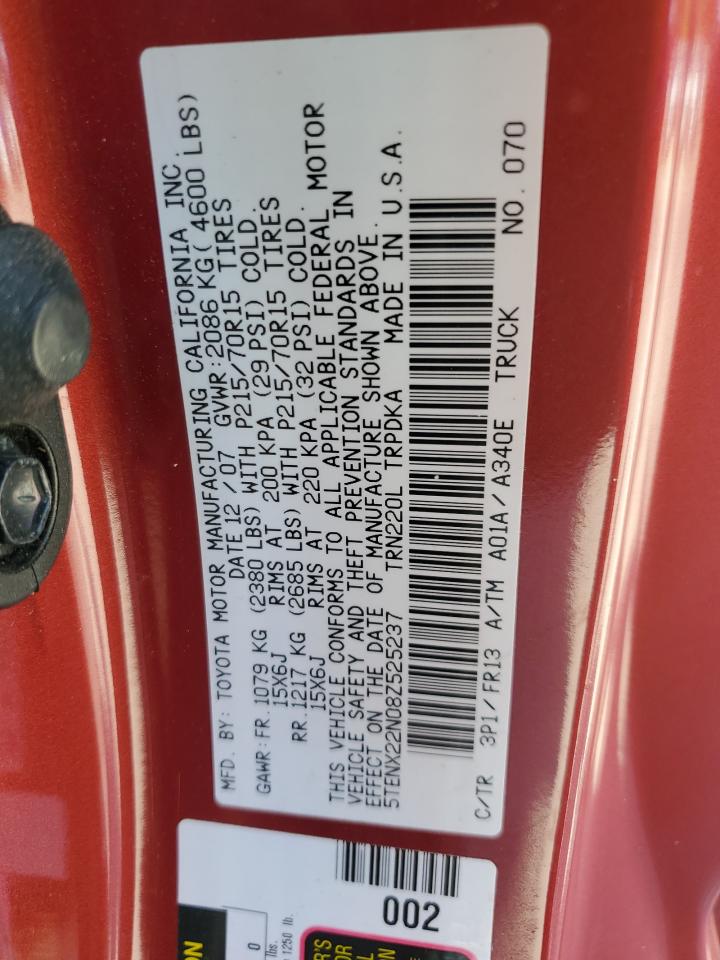 MFD. BY: TOYOTA MOTOR MANUFACTURING CALIFORNIA INC.
DATE 12 / 07 GVWR: 2086 KG ( 4600 LBS)
GAWR: FR. 1079 KG (2380 LBS) WITH P215/70R15 TIRES
15X6J RIMS AT 200 KPA (29 PSI) COLD.
RR. 1217 KG (2685 LBS) WITH P215/70R15 TIRES
15X6J RIMS AT 220 KPA (32 PSI) COLD.
THIS VEHICLE CONFORMS TO ALL APPLICABLE FEDERAL MOTOR
VEHICLE SAFETY AND THEFT PREVENTION STANDARDS IN
EFFECT ON THE DATE OF MANUFACTURE SHOWN ABOVE.
5TENX22N08Z525237 TRN220L TRPDKA MADE IN U.S.A.
C/TR 3P1/FR13 A/TM A01A/A340E TRUCK NO. 070
002
0
lbs.
1250 lb.